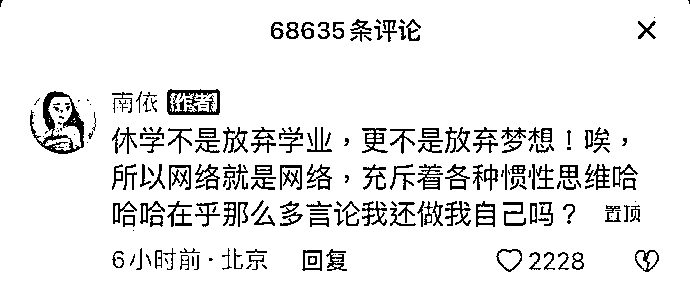 68635条评论
南依 作者
休学不是放弃学业，更不是放弃梦想！唉，
所以网络就是网络，充斥着各种惯性思维哈
哈哈在乎那么多言论我还做我自己吗？ 置顶
6小时前·北京 回复 2228